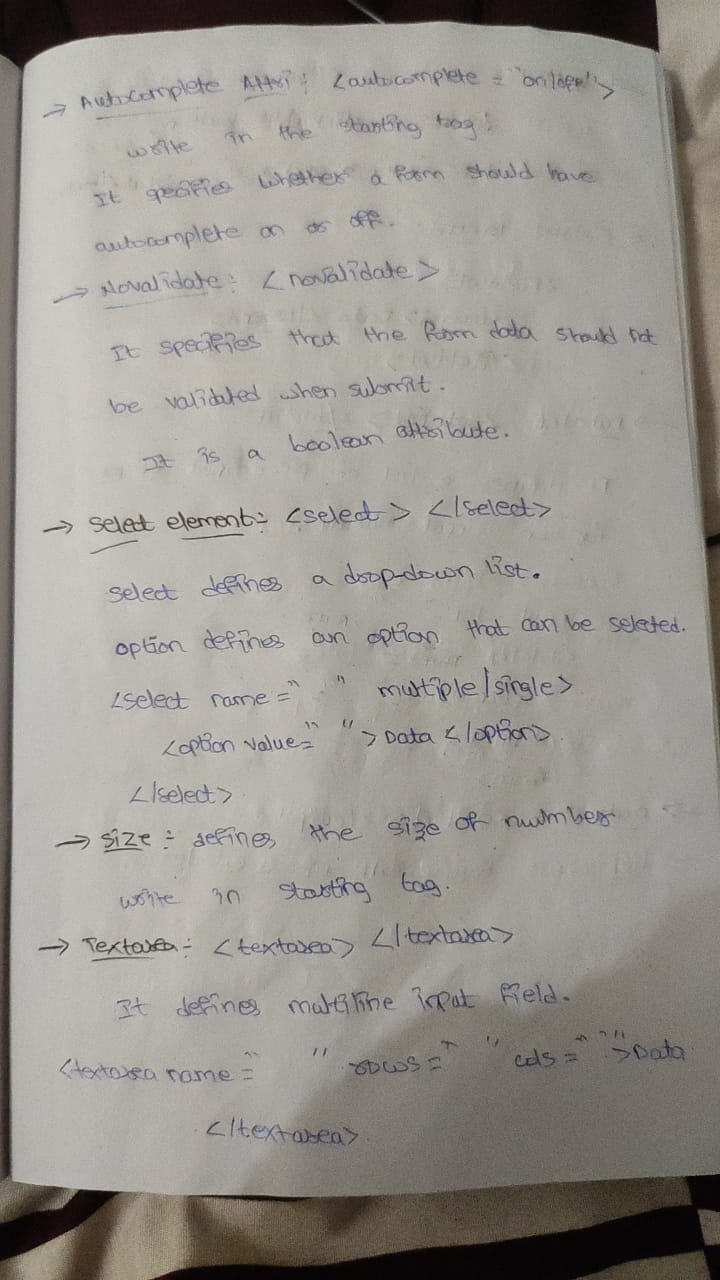 → Autocomplete Attri : <autocomplete = "on/off">
write in the starting tag.
It specifies whether a form should have
autocomplete on or off.
→ Novalidate : <novalidate>
It specifies that the form data should not
be validated when submit.
It is a boolean attribute.
→ Select element : <select> </select>
Select defines a drop-down list.
option defines an option that can be seleted.
<select name = " " multiple/single>
<option value = " "> Data </option>
</select>
→ Size : defines the size of number
write in starting tag.
→ Textarea : <textarea> </textarea>
It defines multiline input field.
<textarea name = " " rows = " " cols = " "> Data
</textarea>